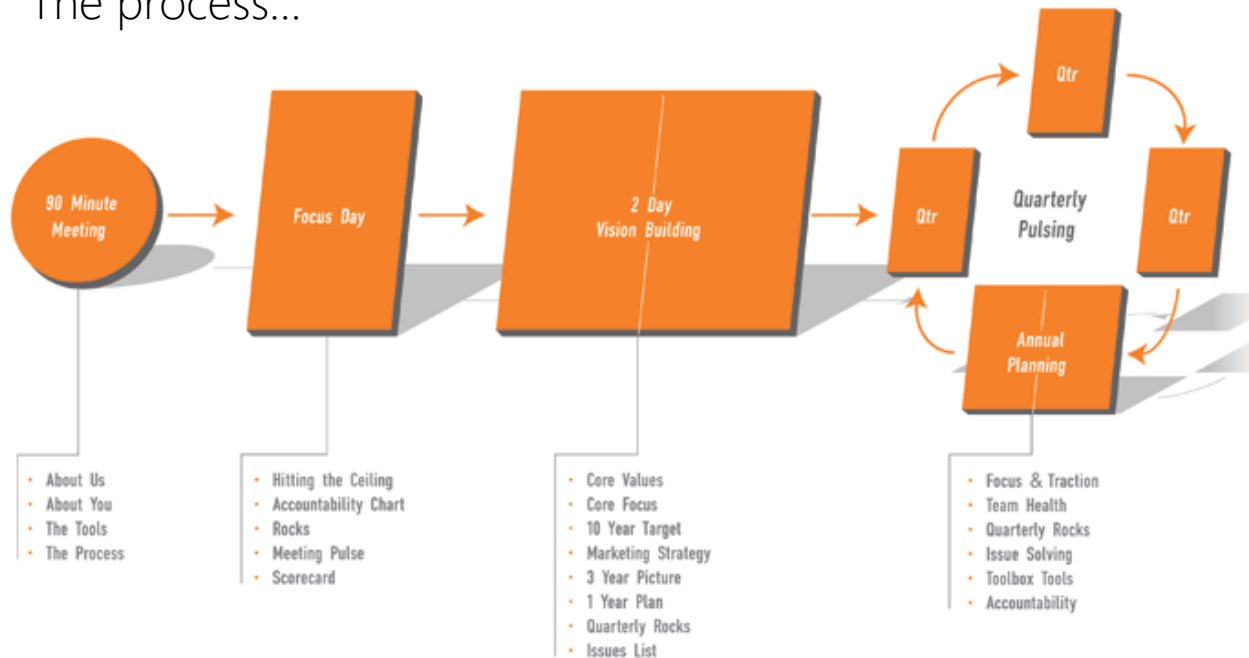 The process...
90 Minute
Meeting
Focus Day
2 Day
Vision Building
Qtr
Qtr
Quarterly
Pulsing
Qtr
Annual
Planning
• About Us
• About You
• The Tools
• The Process
• Hitting the Ceiling
• Accountability Chart
• Rocks
• Meeting Pulse
• Scorecard
• Core Values
• Core Focus
• 10 Year Target
• Marketing Strategy
• 3 Year Picture
• 1 Year Plan
• Quarterly Rocks
• Issues List
• Focus & Traction
• Team Health
• Quarterly Rocks
• Issue Solving
• Toolbox Tools
• Accountability